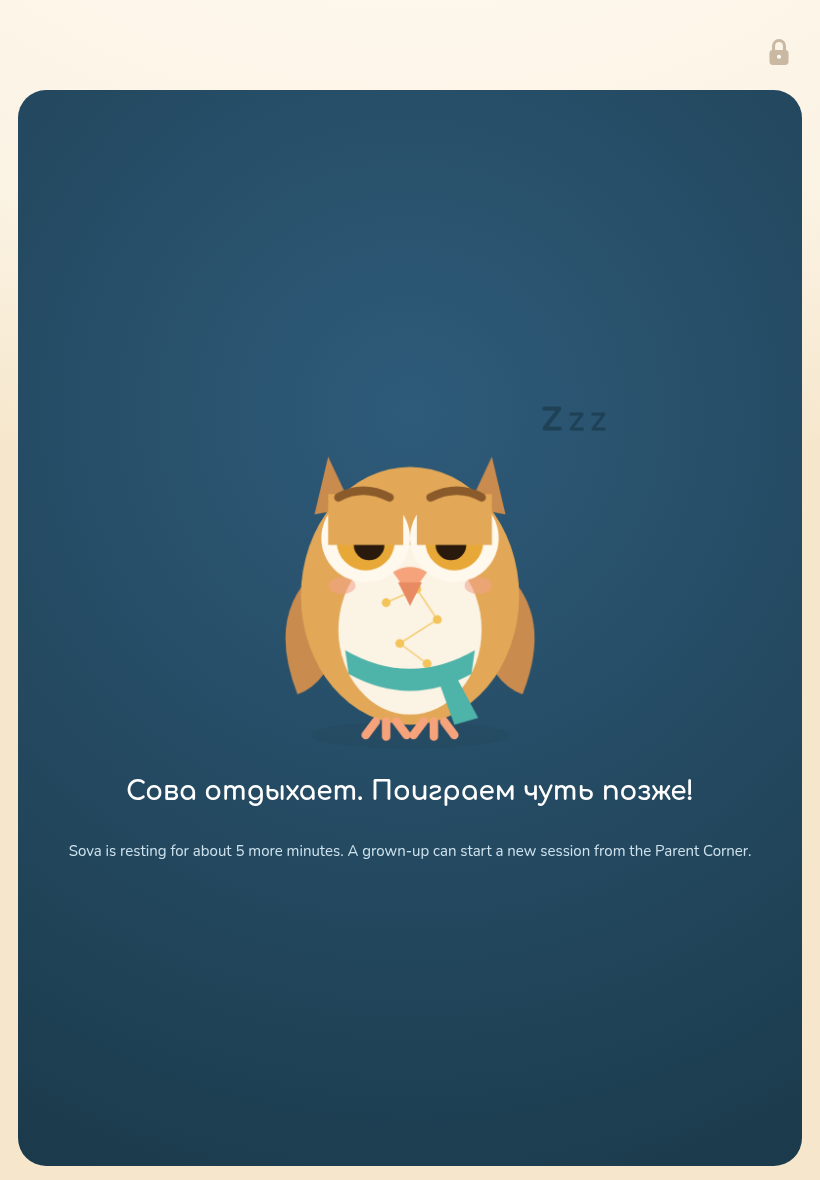 Z z z
Сова отдыхает. Поиграем чуть позже!
Sova is resting for about 5 more minutes. A grown-up can start a new session from the Parent Corner.